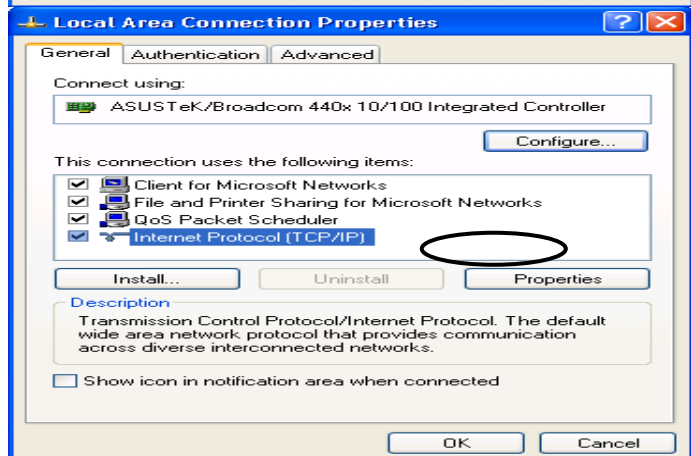 Local Area Connection Properties
General Authentication Advanced
Connect using:
ASUSTeK/Broadcom 440x 10/100 Integrated Controller
Configure...
This connection uses the following items:
Client for Microsoft Networks
File and Printer Sharing for Microsoft Networks
QoS Packet Scheduler
Internet Protocol (TCP/IP)
Install... Uninstall Properties
Description
Transmission Control Protocol/Internet Protocol. The default
wide area network protocol that provides communication
across diverse interconnected networks.
Show icon in notification area when connected
OK Cancel